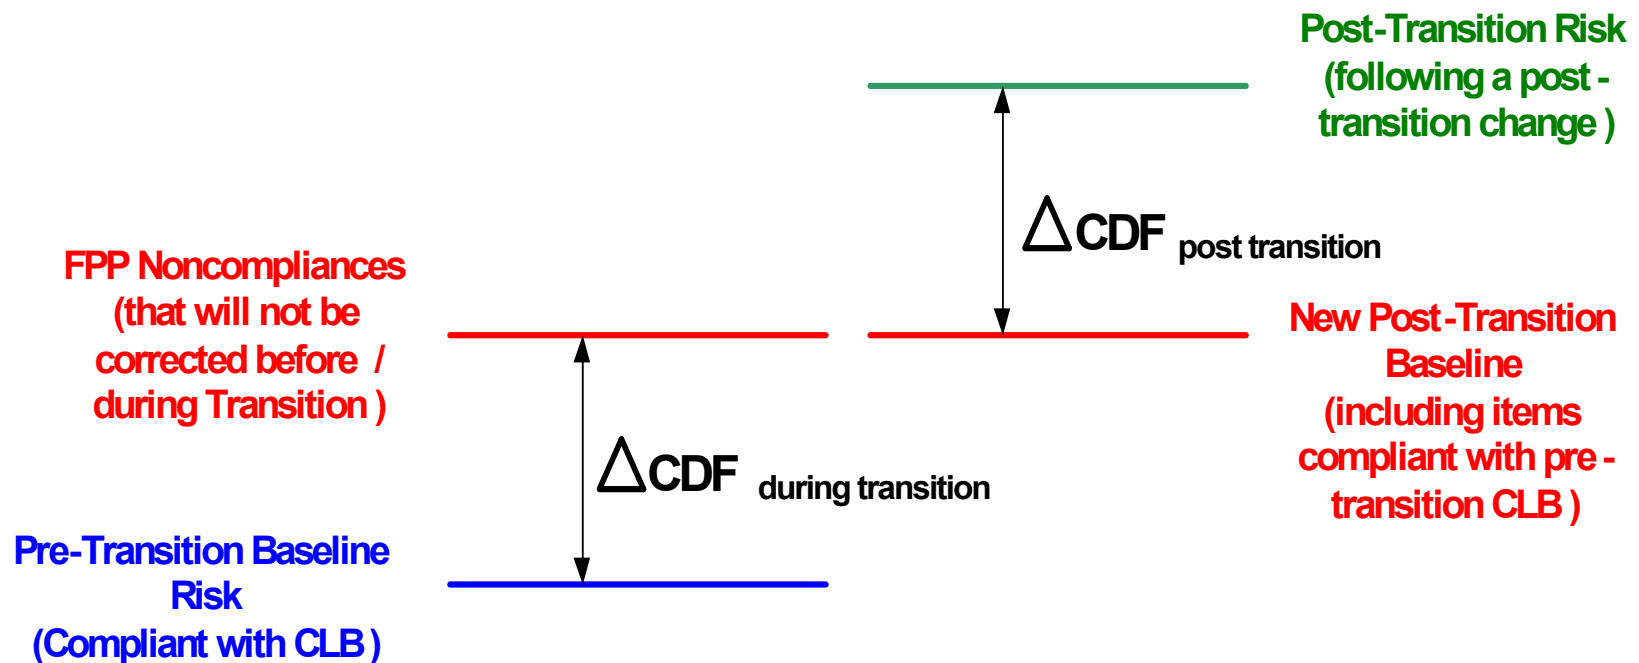 Post-Transition Risk
(following a post -
transition change )
△CDF post transition
FPP Noncompliances
(that will not be
corrected before /
during Transition )
New Post-Transition
Baseline
(including items
compliant with pre -
transition CLB )
△CDF during transition
Pre-Transition Baseline
Risk
(Compliant with CLB )